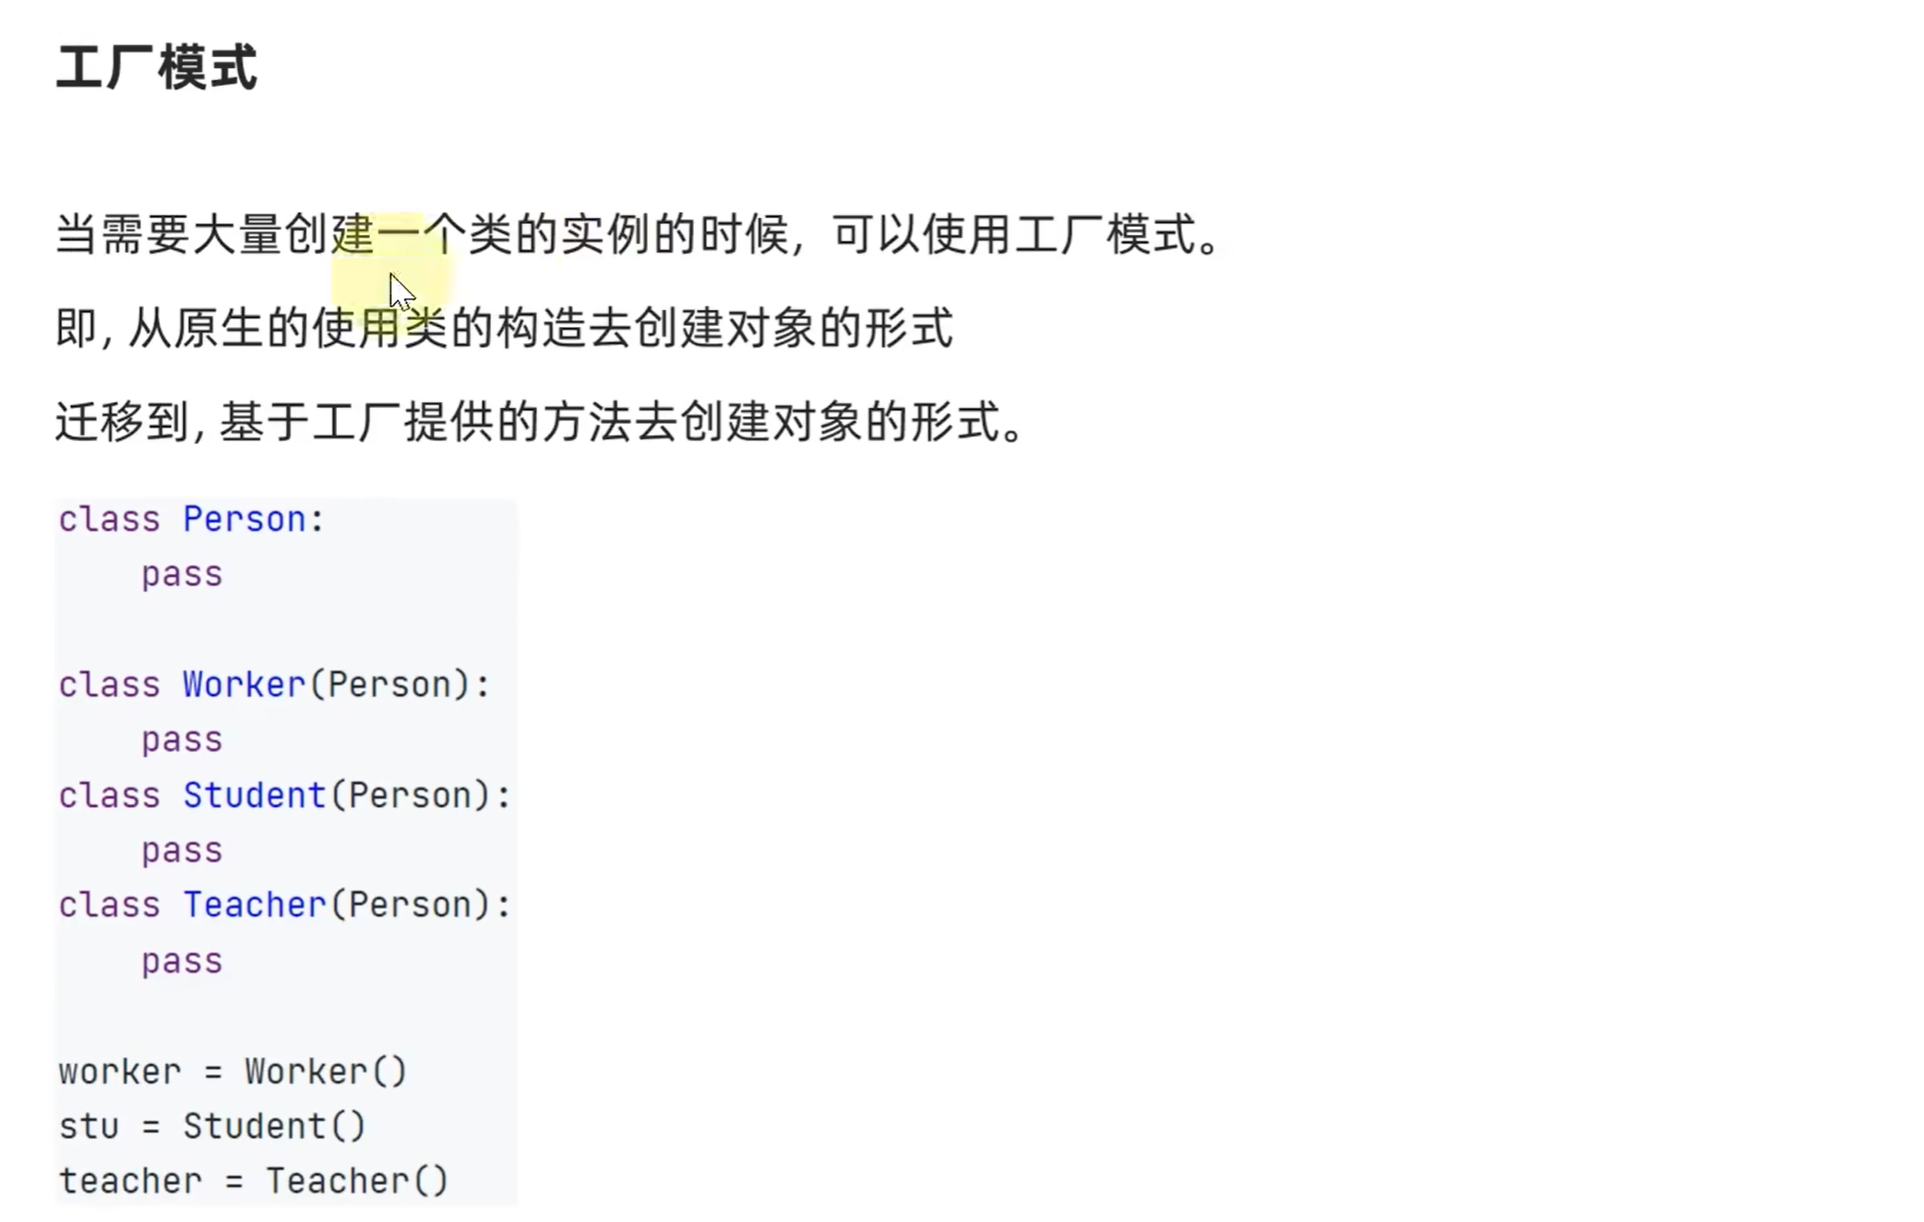 工厂模式
当需要大量创建一个类的实例的时候，可以使用工厂模式。
即, 从原生的使用类的构造去创建对象的形式
迁移到, 基于工厂提供的方法去创建对象的形式。
class Person:
    pass
class Worker(Person):
    pass
class Student(Person):
    pass
class Teacher(Person):
    pass
worker = Worker()
stu = Student()
teacher = Teacher()